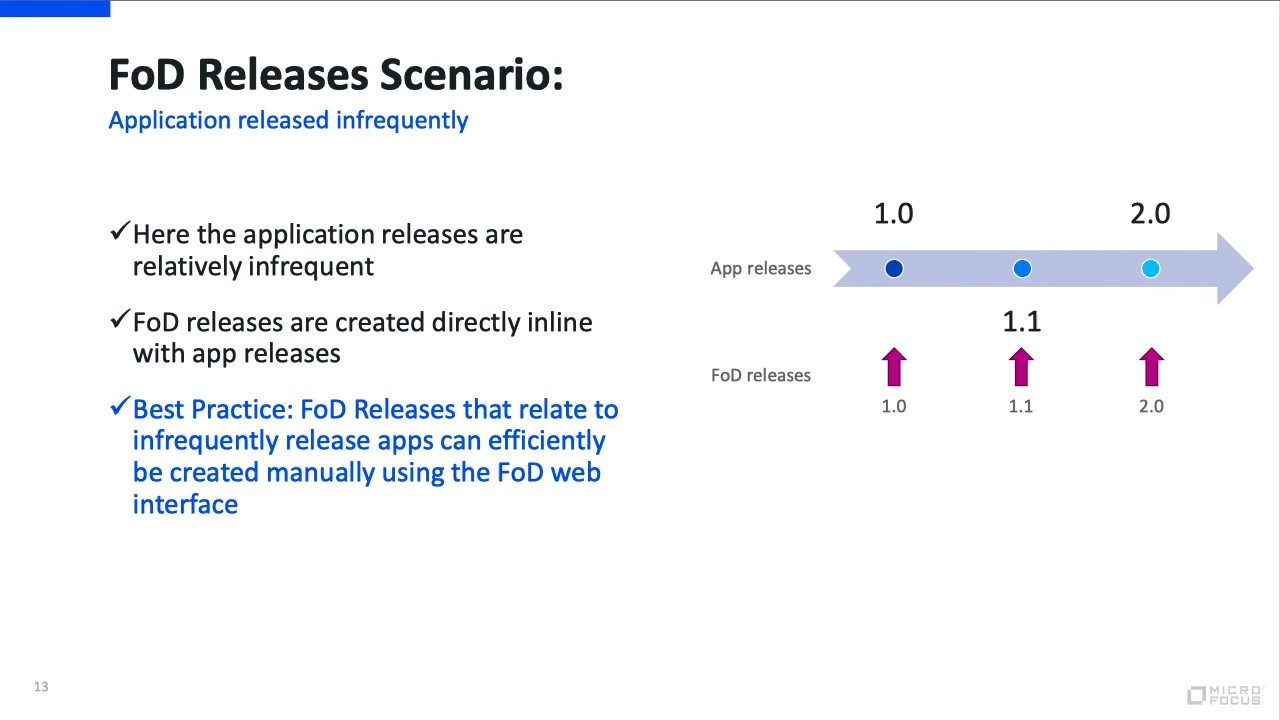 FoD Releases Scenario:
Application released infrequently
✓Here the application releases are
relatively infrequent
✓FoD releases are created directly inline
with app releases
✓Best Practice: FoD Releases that relate to
infrequently release apps can efficiently
be created manually using the FoD web
interface
1.0 2.0
App releases
1.1
FoD releases
1.0 1.1 2.0
13
MICRO
FOCUS